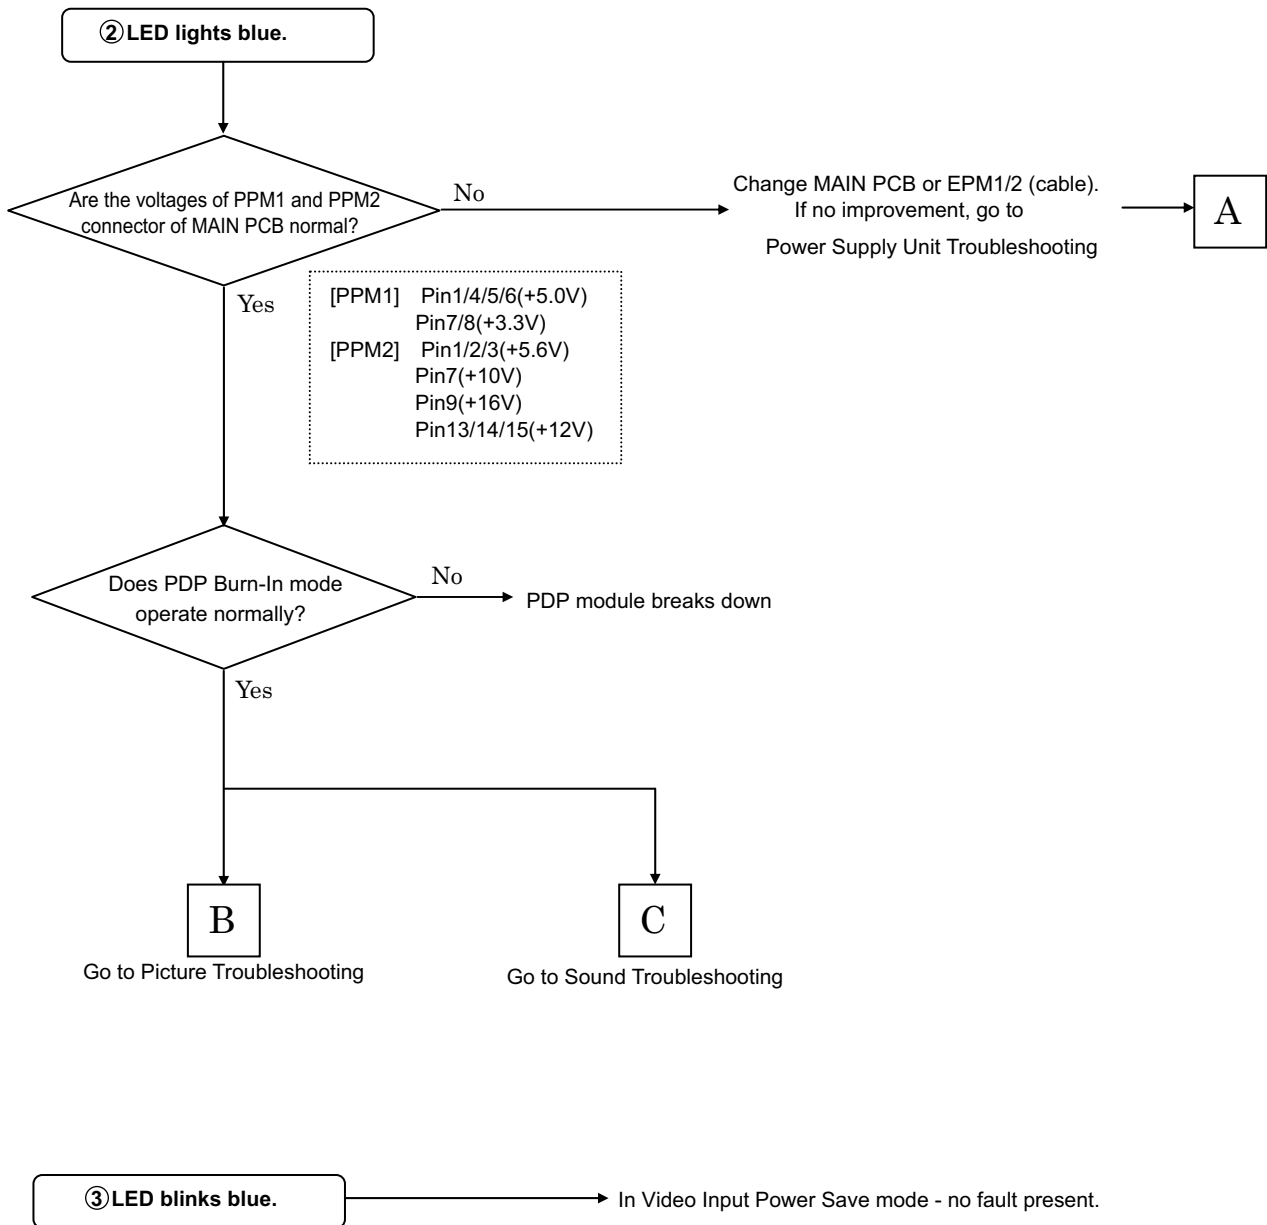 ②LED lights blue.
Are the voltages of PPM1 and PPM2
connector of MAIN PCB normal?
No
Change MAIN PCB or EPM1/2 (cable).
If no improvement, go to
Power Supply Unit Troubleshooting
A
Yes
[PPM1] Pin1/4/5/6(+5.0V)
Pin7/8(+3.3V)
[PPM2] Pin1/2/3(+5.6V)
Pin7(+10V)
Pin9(+16V)
Pin13/14/15(+12V)
Does PDP Burn-In mode
operate normally?
No
PDP module breaks down
Yes
B
Go to Picture Troubleshooting
C
Go to Sound Troubleshooting
③LED blinks blue.
In Video Input Power Save mode - no fault present.